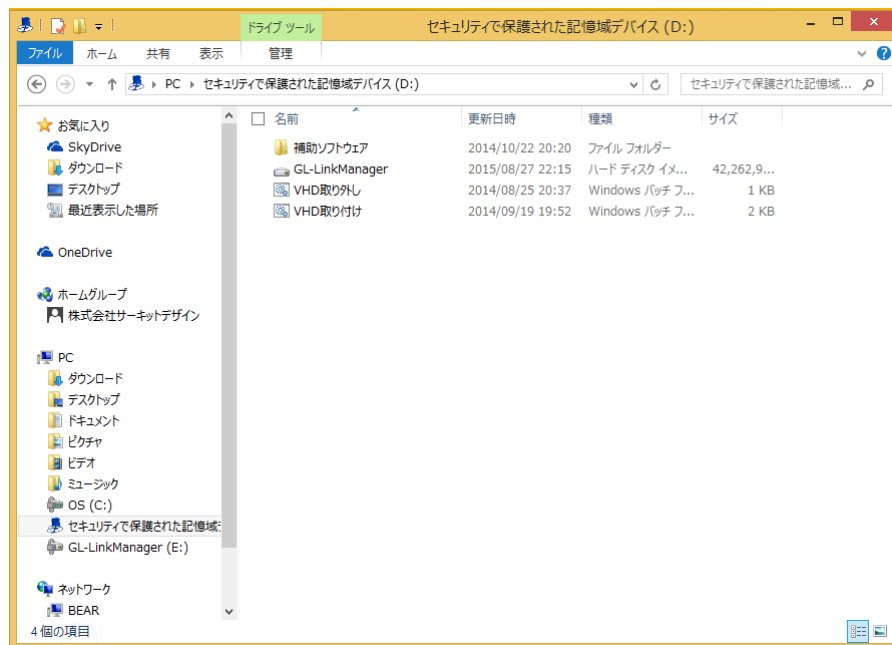 ドライブ ツール
セキュリティで保護された記憶域デバイス (D:)
ファイル ホーム 共有 表示 管理
PC セキュリティで保護された記憶域デバイス (D:)
セキュリティで保護された記憶域...
名前 更新日時 種類 サイズ
補助ソフトウェア 2014/10/22 20:20 ファイル フォルダー
GL-LinkManager 2015/08/27 22:15 ハード ディスク イメ... 42,262,9...
VHD取り外し 2014/08/25 20:37 Windows バッチ フ... 1 KB
VHD取り付け 2014/09/19 19:52 Windows バッチ フ... 2 KB
お気に入り
SkyDrive
ダウンロード
デスクトップ
最近表示した場所
OneDrive
ホームグループ
株式会社サーキットデザイン
PC
ダウンロード
デスクトップ
ドキュメント
ピクチャ
ビデオ
ミュージック
OS (C:)
セキュリティで保護された記憶域
GL-LinkManager (E:)
ネットワーク
BEAR
4 個の項目